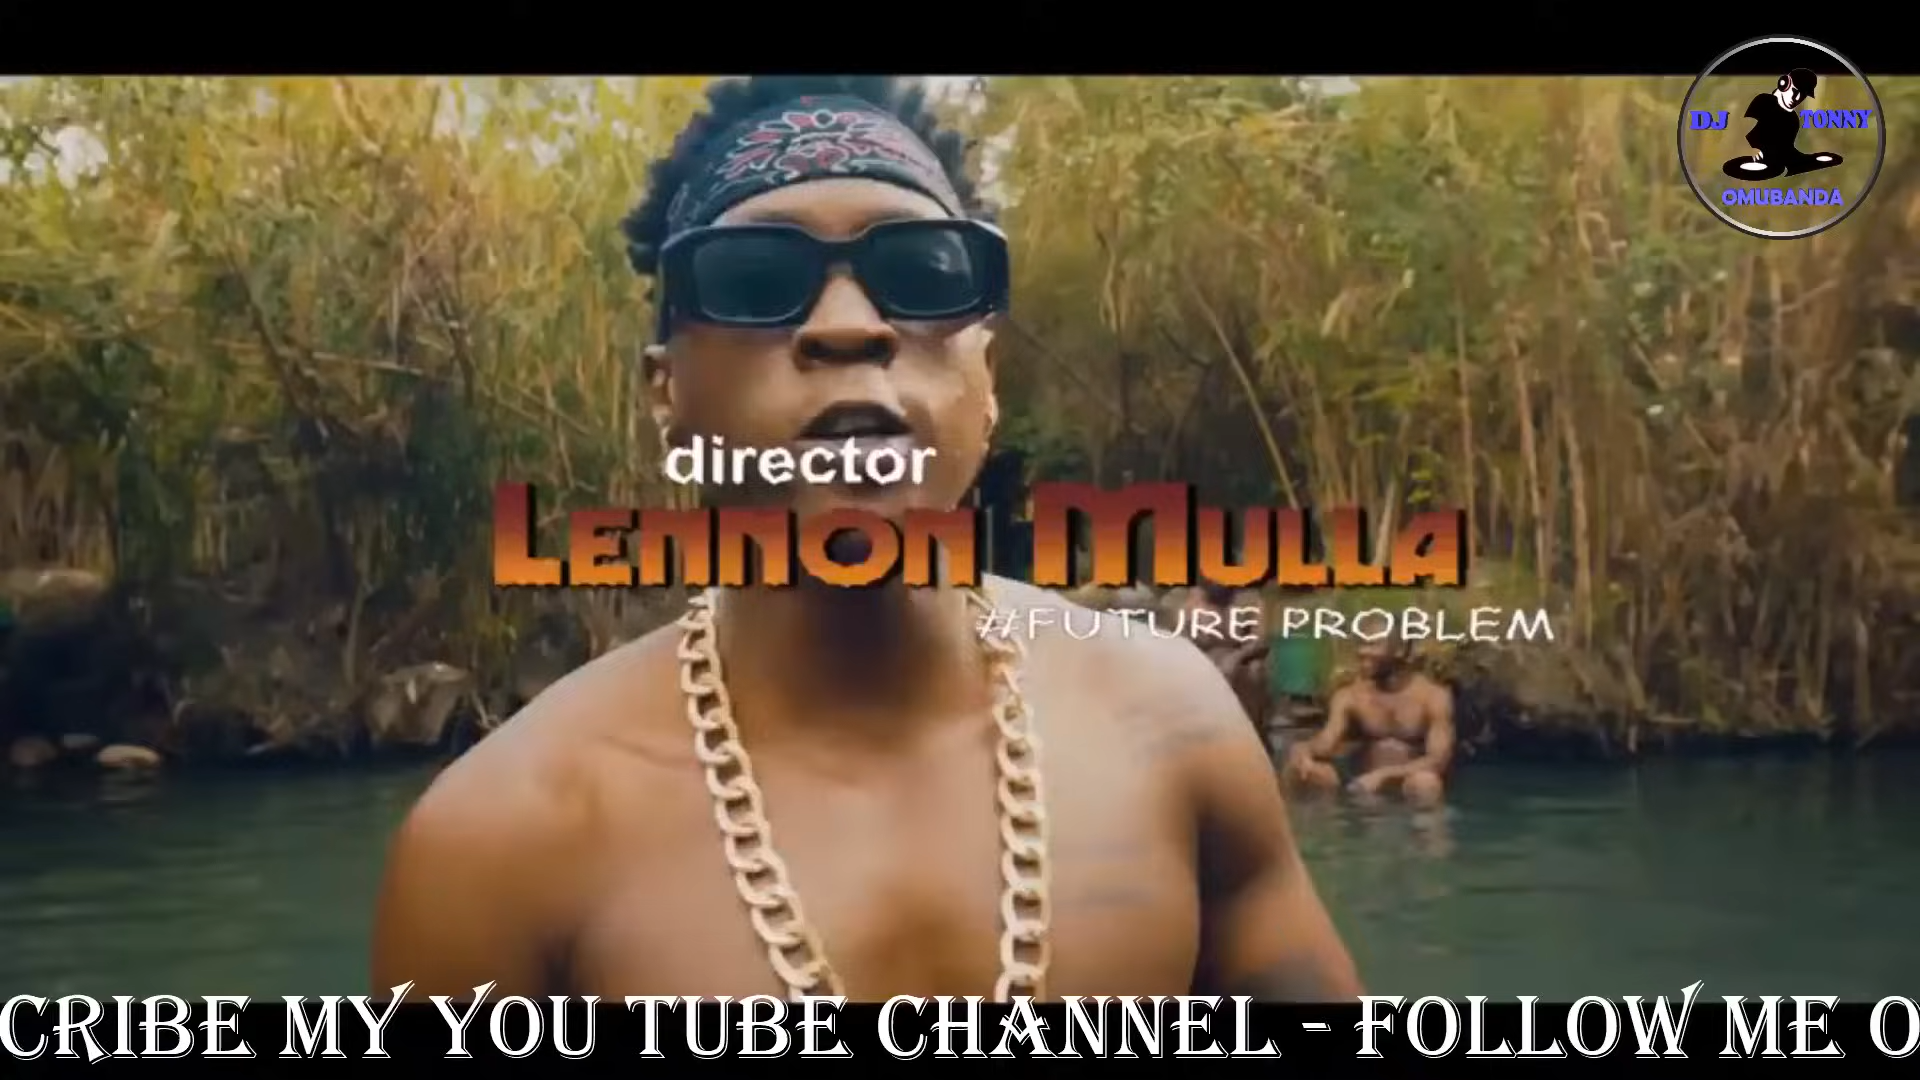 DJ TONNY
OMUBANDA
director
LENNON MULLA
#FUTURE PROBLEM
CRIBE MY YOU TUBE CHANNEL - FOLLOW ME O